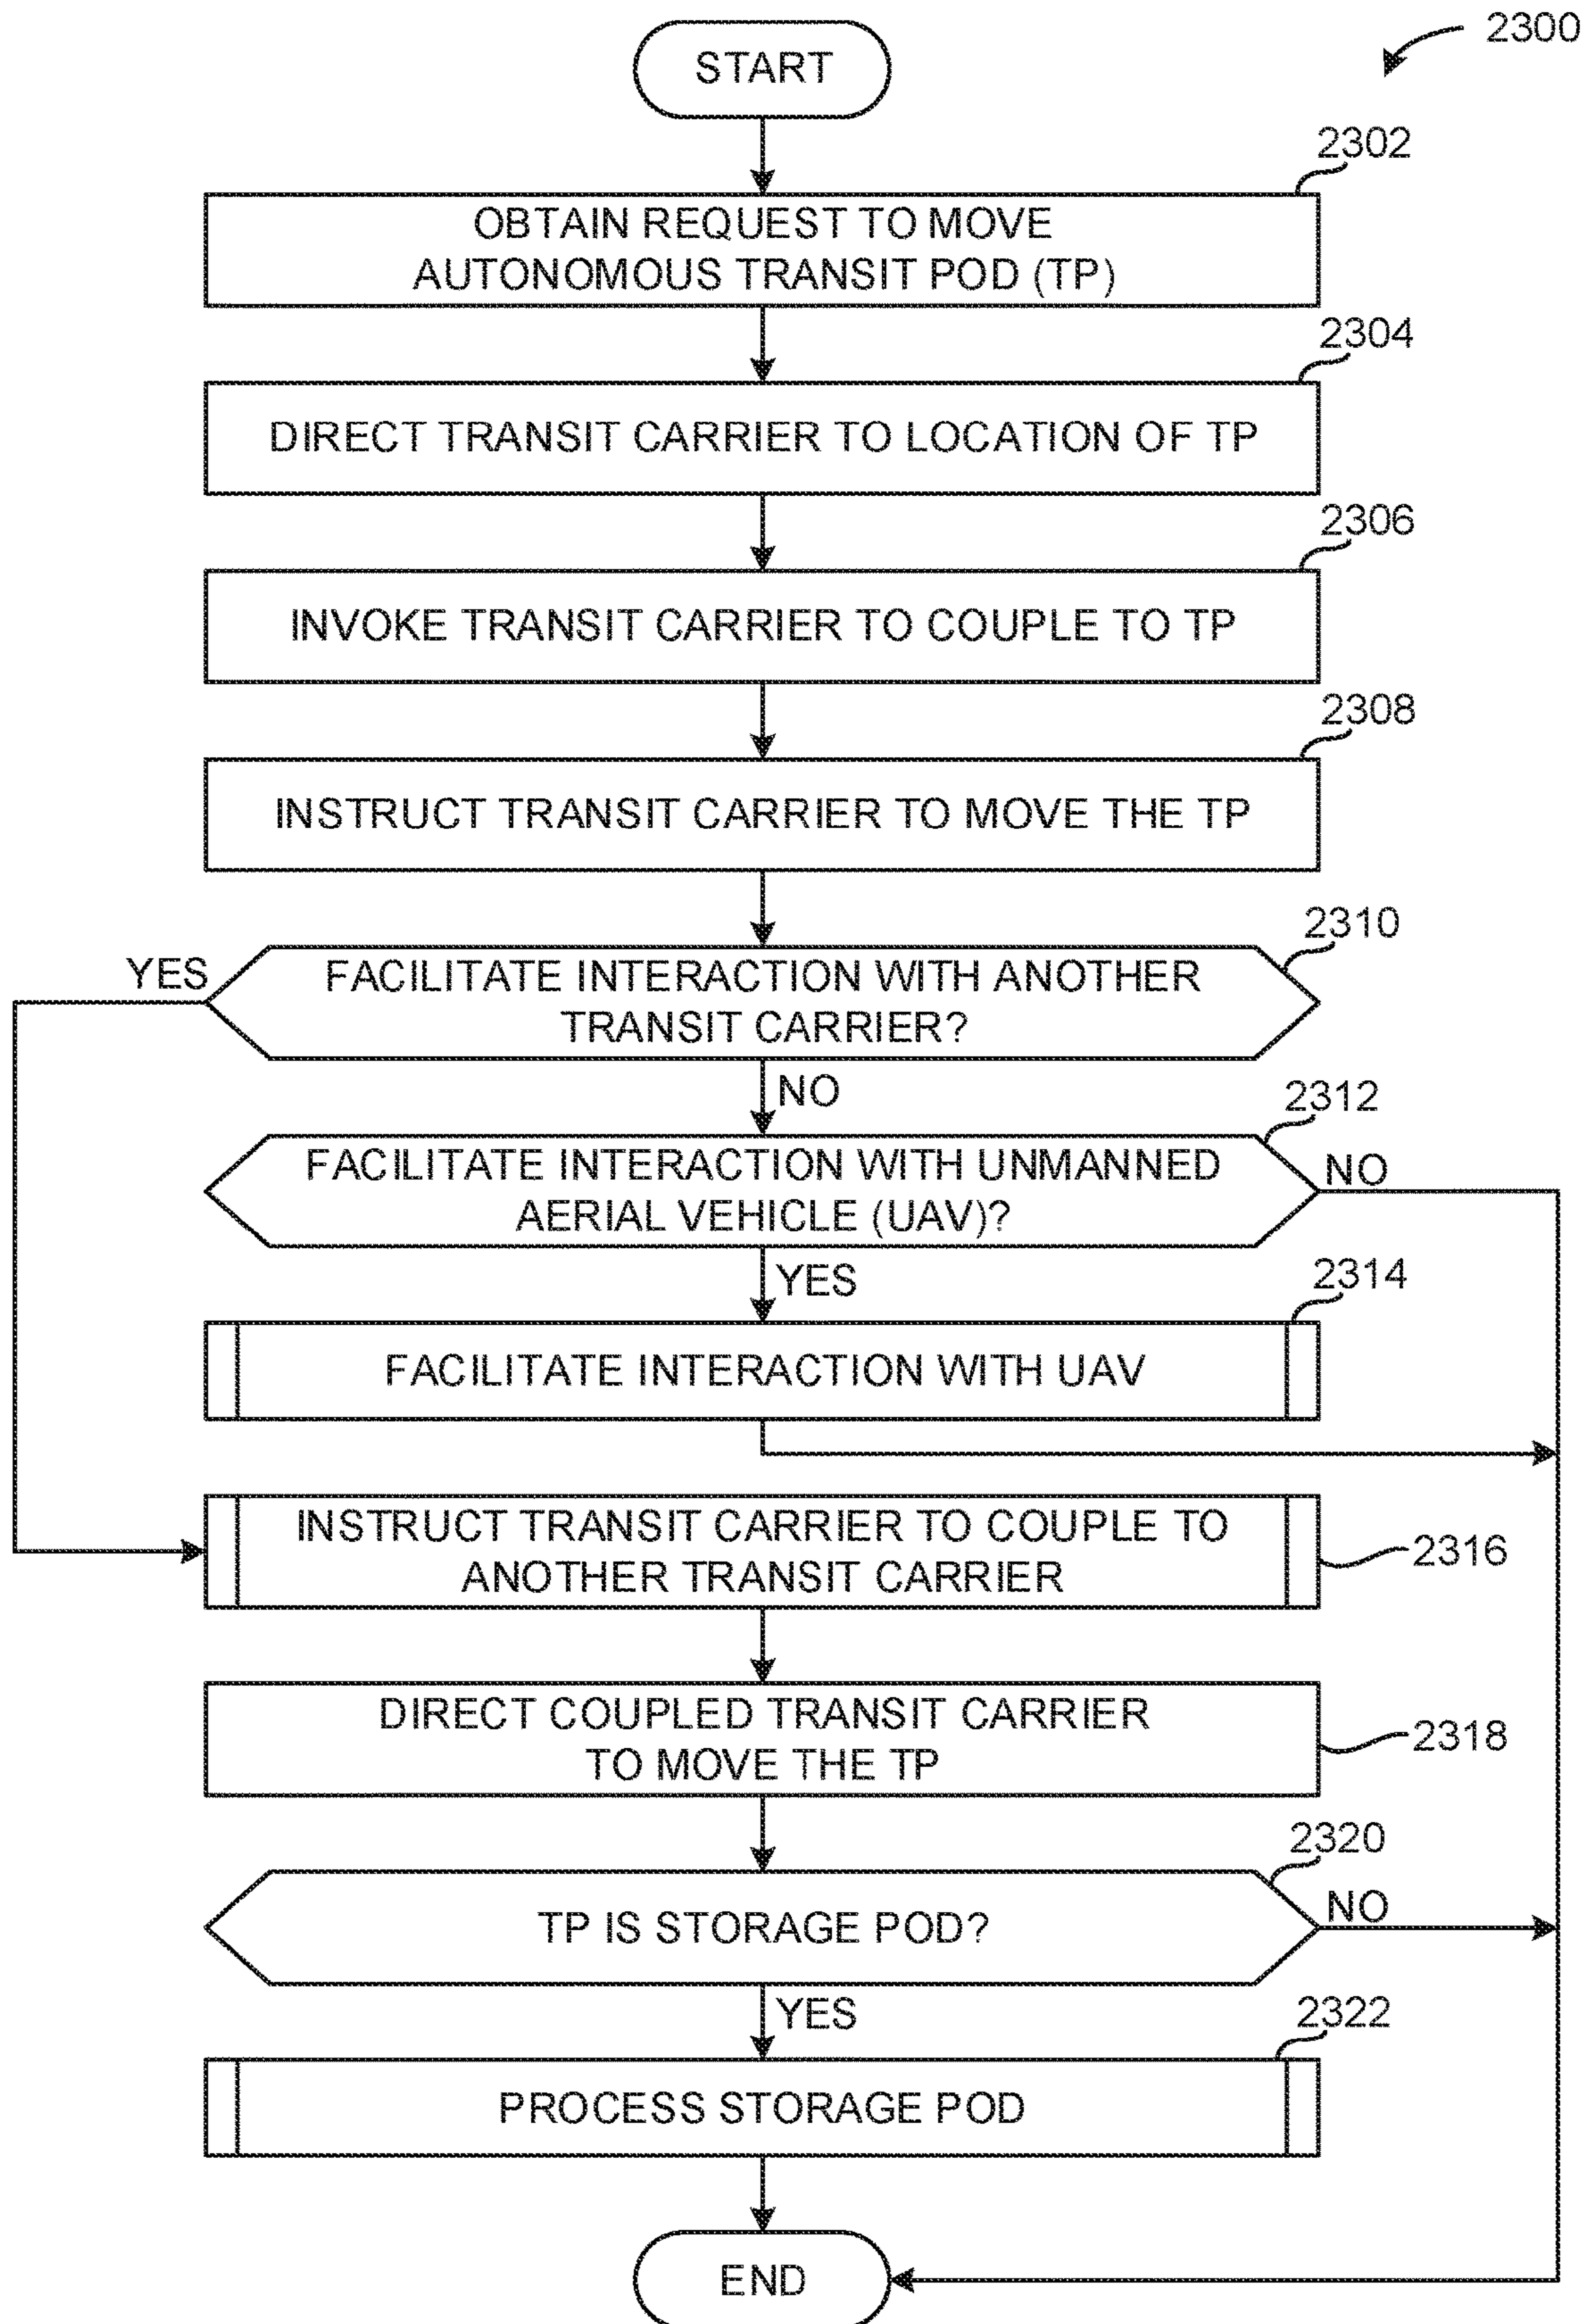 2300
START
2302
OBTAIN REQUEST TO MOVE
AUTONOMOUS TRANSIT POD (TP)
2304
DIRECT TRANSIT CARRIER TO LOCATION OF TP
2306
INVOKE TRANSIT CARRIER TO COUPLE TO TP
2308
INSTRUCT TRANSIT CARRIER TO MOVE THE TP
2310
YES
FACILITATE INTERACTION WITH ANOTHER
TRANSIT CARRIER?
NO
2312
FACILITATE INTERACTION WITH UNMANNED
AERIAL VEHICLE (UAV)?
NO
YES
2314
FACILITATE INTERACTION WITH UAV
INSTRUCT TRANSIT CARRIER TO COUPLE TO
ANOTHER TRANSIT CARRIER
2316
DIRECT COUPLED TRANSIT CARRIER
TO MOVE THE TP
2318
2320
TP IS STORAGE POD?
NO
YES
2322
PROCESS STORAGE POD
END